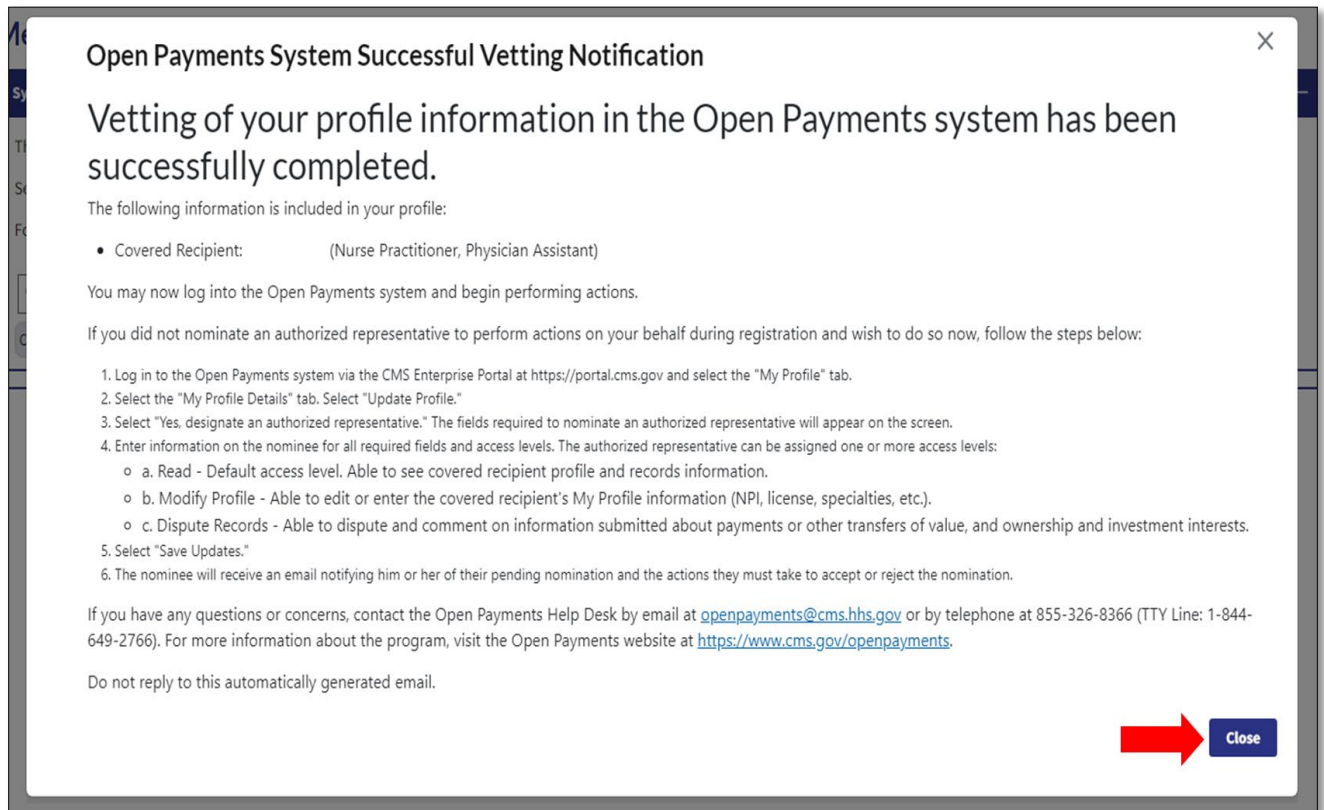 Me
Open Payments System Successful Vetting Notification
Sy
Vetting of your profile information in the Open Payments system has been
successfully completed.
Th
Se
The following information is included in your profile:
Fo
• Covered Recipient: (Nurse Practitioner, Physician Assistant)
You may now log into the Open Payments system and begin performing actions.
If you did not nominate an authorized representative to perform actions on your behalf during registration and wish to do so now, follow the steps below:
1. Log in to the Open Payments system via the CMS Enterprise Portal at https://portal.cms.gov and select the "My Profile" tab.
2. Select the "My Profile Details" tab. Select "Update Profile."
3. Select "Yes, designate an authorized representative." The fields required to nominate an authorized representative will appear on the screen.
4. Enter information on the nominee for all required fields and access levels. The authorized representative can be assigned one or more access levels:
a. Read - Default access level. Able to see covered recipient profile and records information.
b. Modify Profile - Able to edit or enter the covered recipient's My Profile information (NPI, license, specialties, etc.).
c. Dispute Records - Able to dispute and comment on information submitted about payments or other transfers of value, and ownership and investment interests.
5. Select "Save Updates."
6. The nominee will receive an email notifying him or her of their pending nomination and the actions they must take to accept or reject the nomination.
If you have any questions or concerns, contact the Open Payments Help Desk by email at openpayments@cms.hhs.gov or by telephone at 855-326-8366 (TTY Line: 1-844-
649-2766). For more information about the program, visit the Open Payments website at https://www.cms.gov/openpayments.
Do not reply to this automatically generated email.
Close